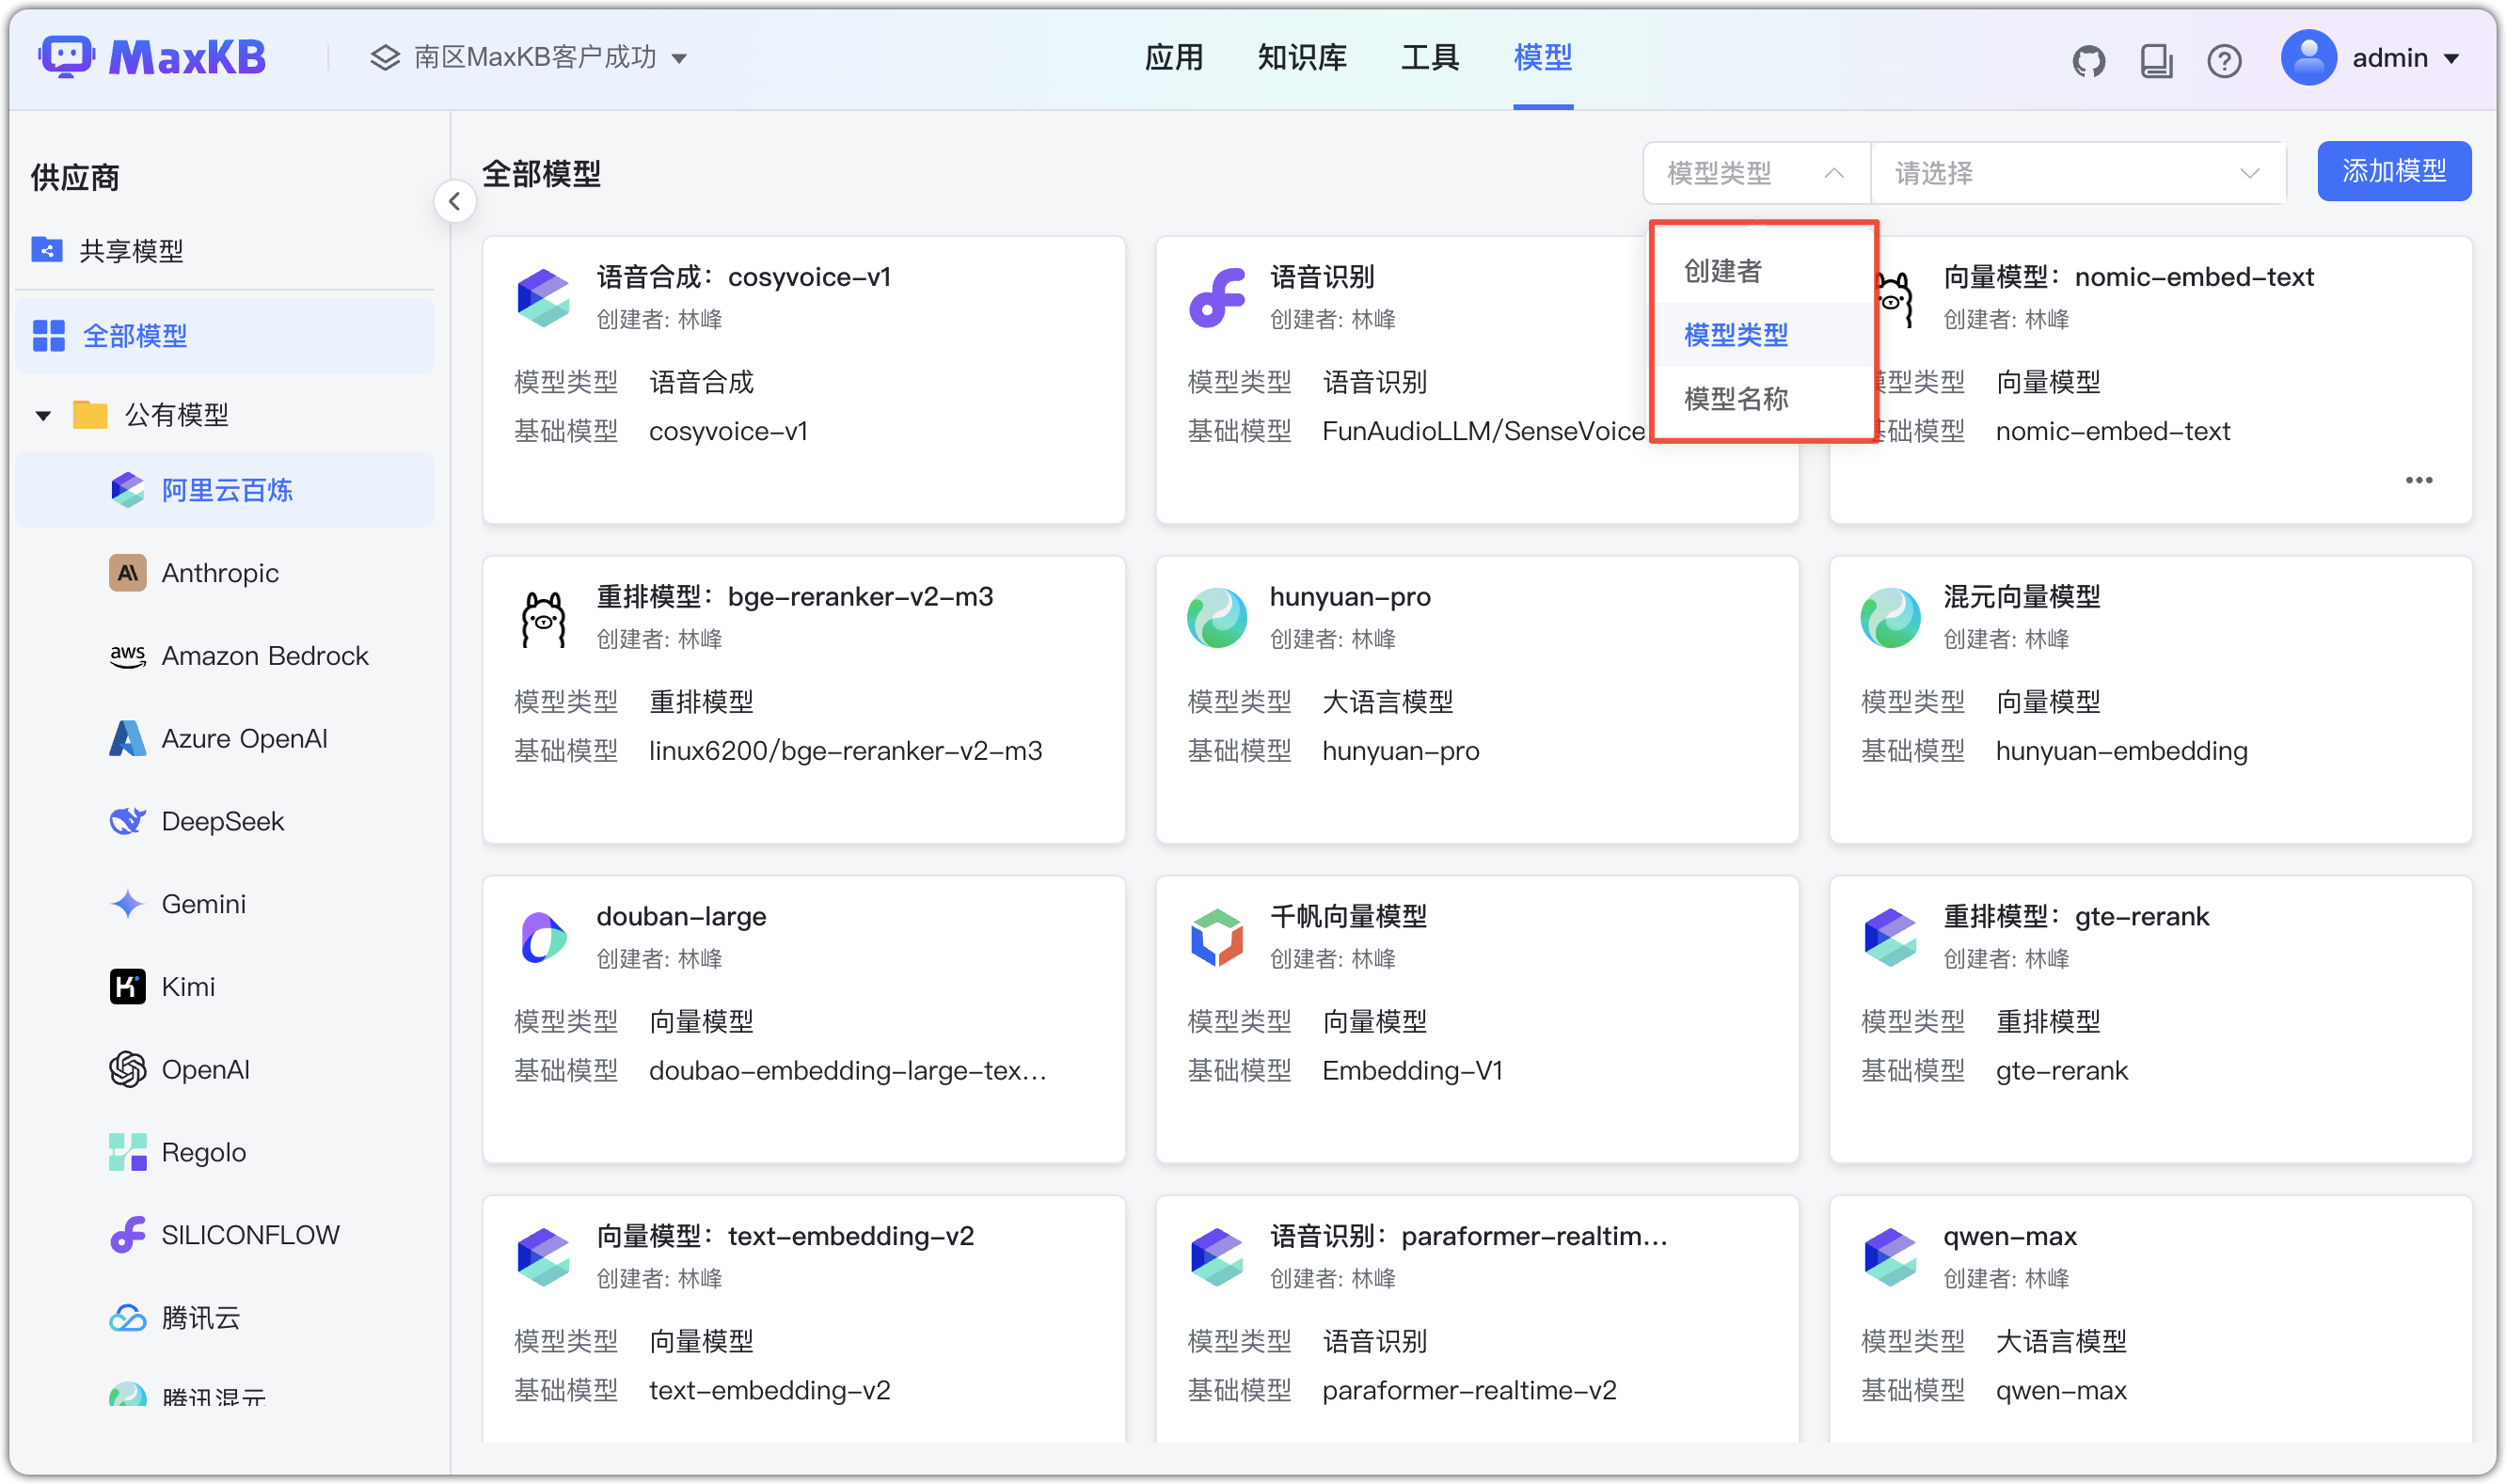 MaxKB
南区MaxKB客户成功
应用
知识库
工具
模型
admin
供应商
共享模型
全部模型
公有模型
阿里云百炼
Anthropic
aws
Amazon Bedrock
Azure OpenAI
DeepSeek
Gemini
Kimi
OpenAI
Regolo
SILICONFLOW
腾讯云
腾讯混元
全部模型
模型类型
请选择
添加模型
创建者
模型类型
模型名称
语音合成：cosyvoice-v1
创建者: 林峰
模型类型 语音合成
基础模型 cosyvoice-v1
语音识别
创建者: 林峰
模型类型 语音识别
基础模型 FunAudioLLM/SenseVoice
向量模型：nomic-embed-text
创建者: 林峰
模型类型 向量模型
基础模型 nomic-embed-text
重排模型：bge-reranker-v2-m3
创建者: 林峰
模型类型 重排模型
基础模型 linux6200/bge-reranker-v2-m3
hunyuan-pro
创建者: 林峰
模型类型 大语言模型
基础模型 hunyuan-pro
混元向量模型
创建者: 林峰
模型类型 向量模型
基础模型 hunyuan-embedding
douban-large
创建者: 林峰
模型类型 向量模型
基础模型 doubao-embedding-large-tex...
千帆向量模型
创建者: 林峰
模型类型 向量模型
基础模型 Embedding-V1
重排模型：gte-rerank
创建者: 林峰
模型类型 重排模型
基础模型 gte-rerank
向量模型：text-embedding-v2
创建者: 林峰
模型类型 向量模型
基础模型 text-embedding-v2
语音识别：paraformer-realtim...
创建者: 林峰
模型类型 语音识别
基础模型 paraformer-realtime-v2
qwen-max
创建者: 林峰
模型类型 大语言模型
基础模型 qwen-max